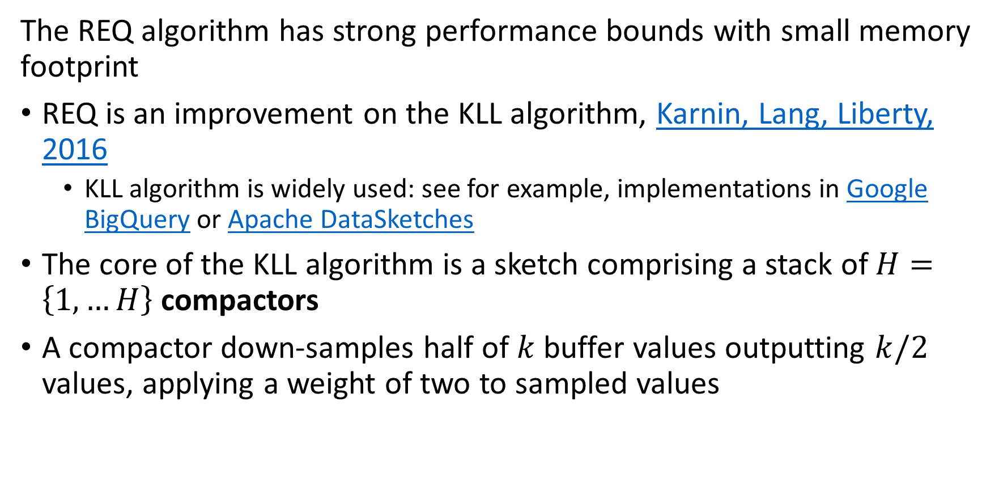 The REQ algorithm has strong performance bounds with small memory
footprint
• REQ is an improvement on the KLL algorithm, Karnin, Lang, Liberty,
2016
• KLL algorithm is widely used: see for example, implementations in Google
BigQuery or Apache DataSketches
• The core of the KLL algorithm is a sketch comprising a stack of 𝐻 =
{1, … 𝐻} compactors
• A compactor down-samples half of 𝑘 buffer values outputting 𝑘/2
values, applying a weight of two to sampled values